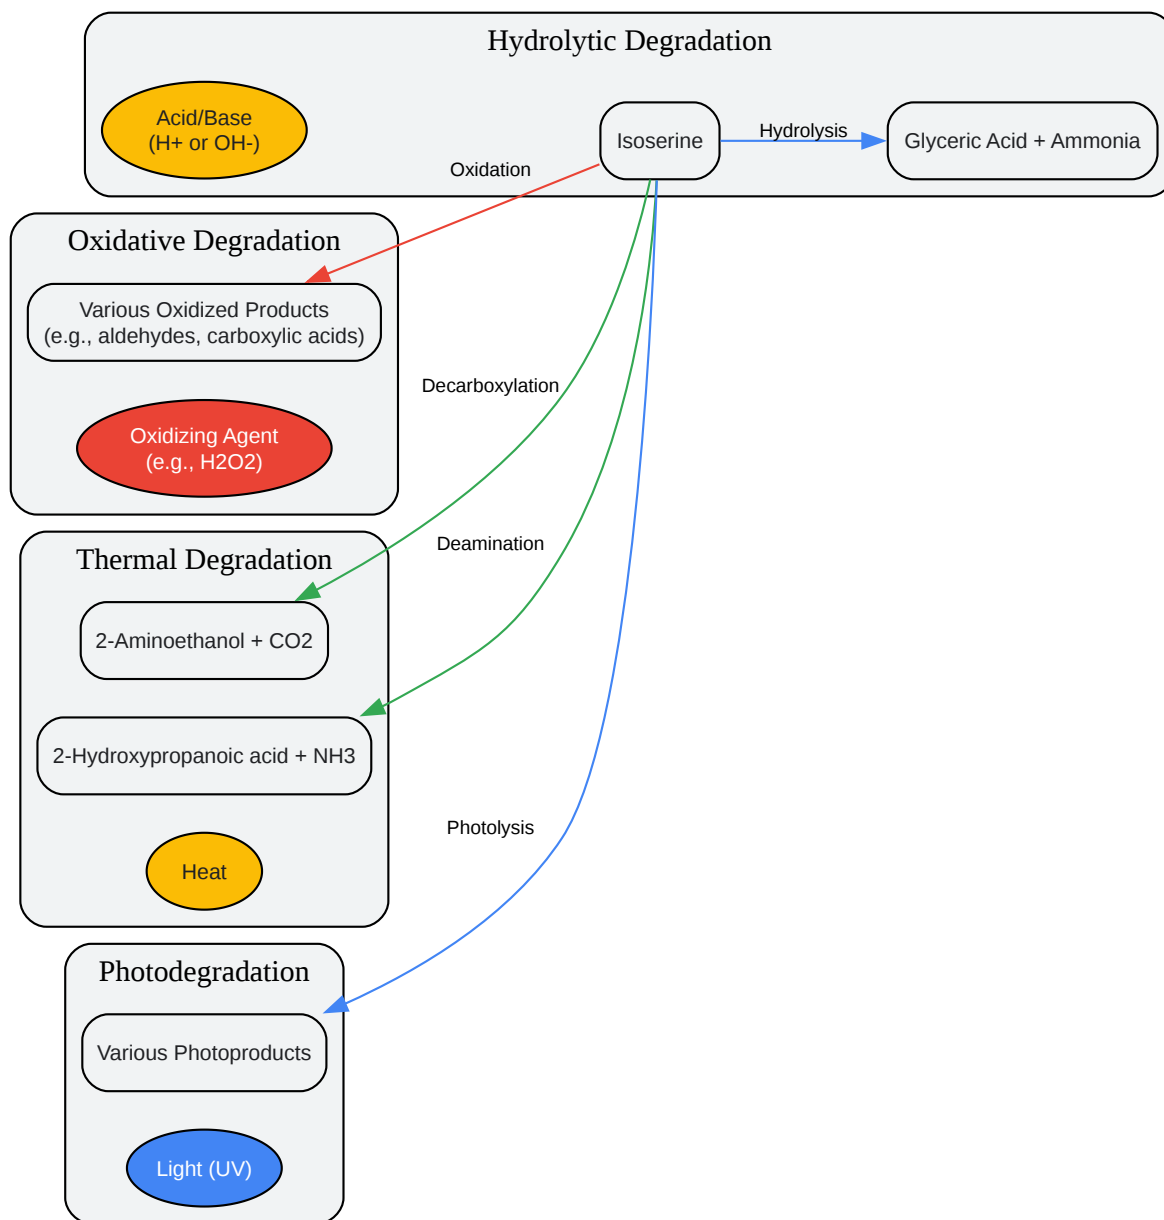 Hydrolytic Degradation
Acid/Base
(H+ or OH-)
Isoserine
Hydrolysis
Glyceric Acid + Ammonia
Oxidation
Oxidative Degradation
Various Oxidized Products
(e.g., aldehydes, carboxylic acids)
Decarboxylation
Oxidizing Agent
(e.g., H2O2)
Thermal Degradation
Deamination
2-Aminoethanol + CO2
2-Hydroxypropanoic acid + NH3
Photolysis
Heat
Photodegradation
Various Photoproducts
Light (UV)